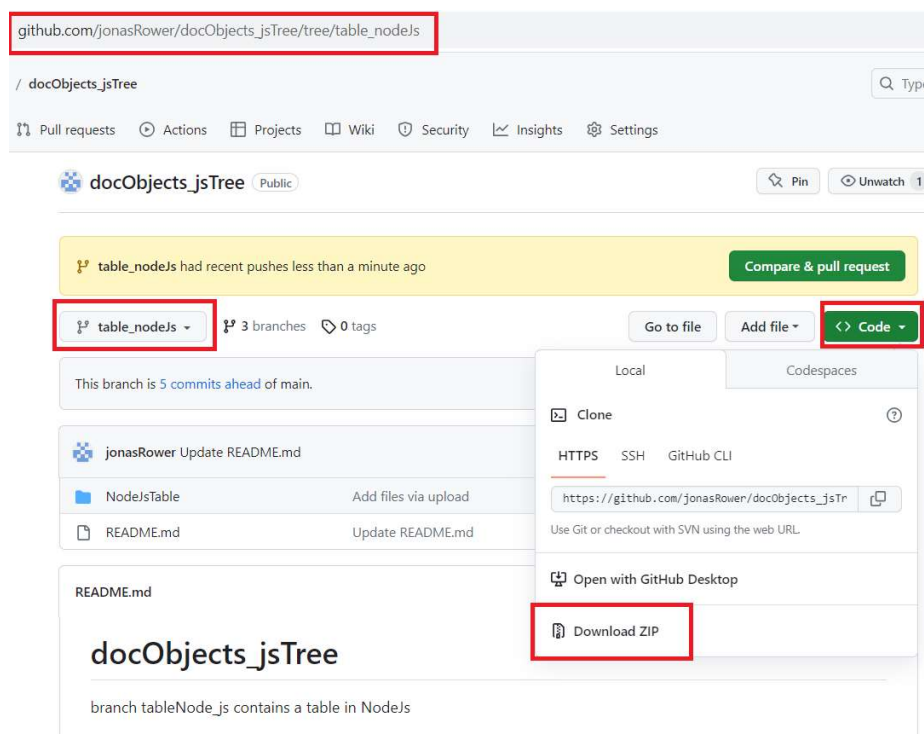 github.com/jonasRower/docObjects_jsTree/tree/table_nodeJs
/ docObjects_jsTree
Pull requests Actions Projects Wiki Security Insights Settings
docObjects_jsTree Public Pin Unwatch 1
table_nodeJs had recent pushes less than a minute ago Compare & pull request
table_nodeJs 3 branches 0 tags Go to file Add file <> Code
This branch is 5 commits ahead of main.
Local Codespaces
Clone
jonasRower Update README.md
HTTPS SSH GitHub CLI
NodeJsTable Add files via upload
https://github.com/jonasRower/docObjects_jsTr
README.md Update README.md
Use Git or checkout with SVN using the web URL.
Open with GitHub Desktop
README.md
Download ZIP
docObjects_jsTree
branch tableNode_js contains a table in NodeJs